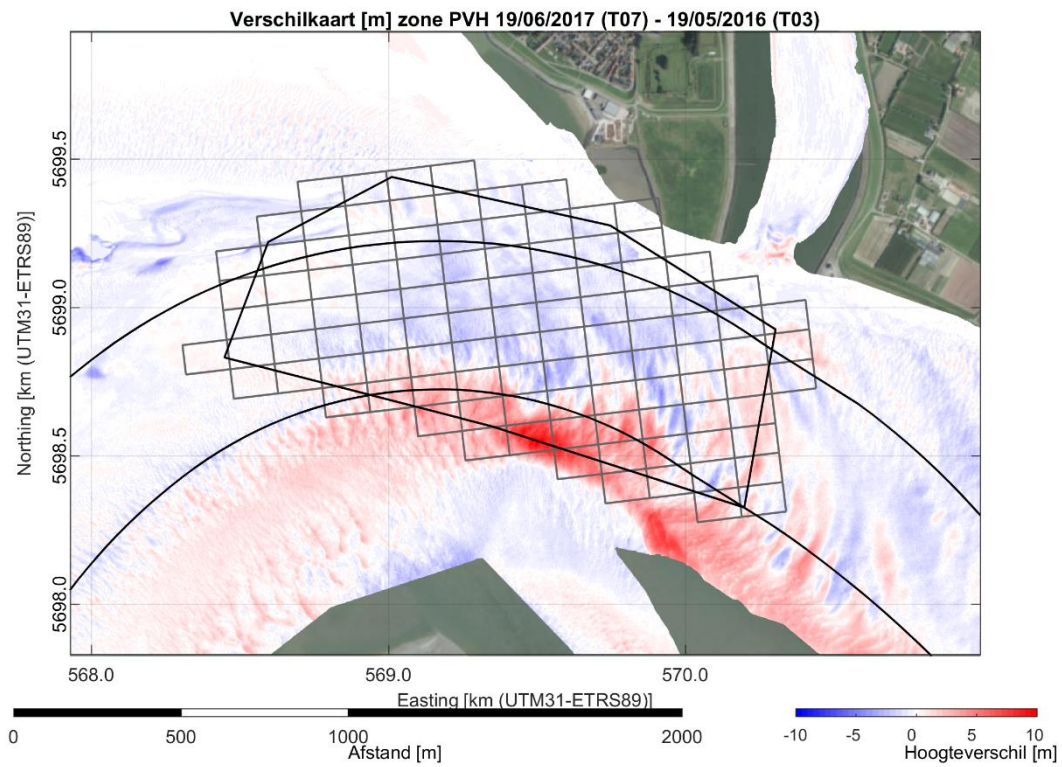 Verschilkaart [m] zone PVH 19/06/2017 (T07) - 19/05/2016 (T03)
5699.5
5699.0
5698.5
5698.0
Northing [km (UTM31-ETRS89)]
568.0 569.0 570.0
Easting [km (UTM31-ETRS89)]
0 500 1000 2000
Afstand [m]
-10 -5 0 5 10
Hoogteverschil [m]